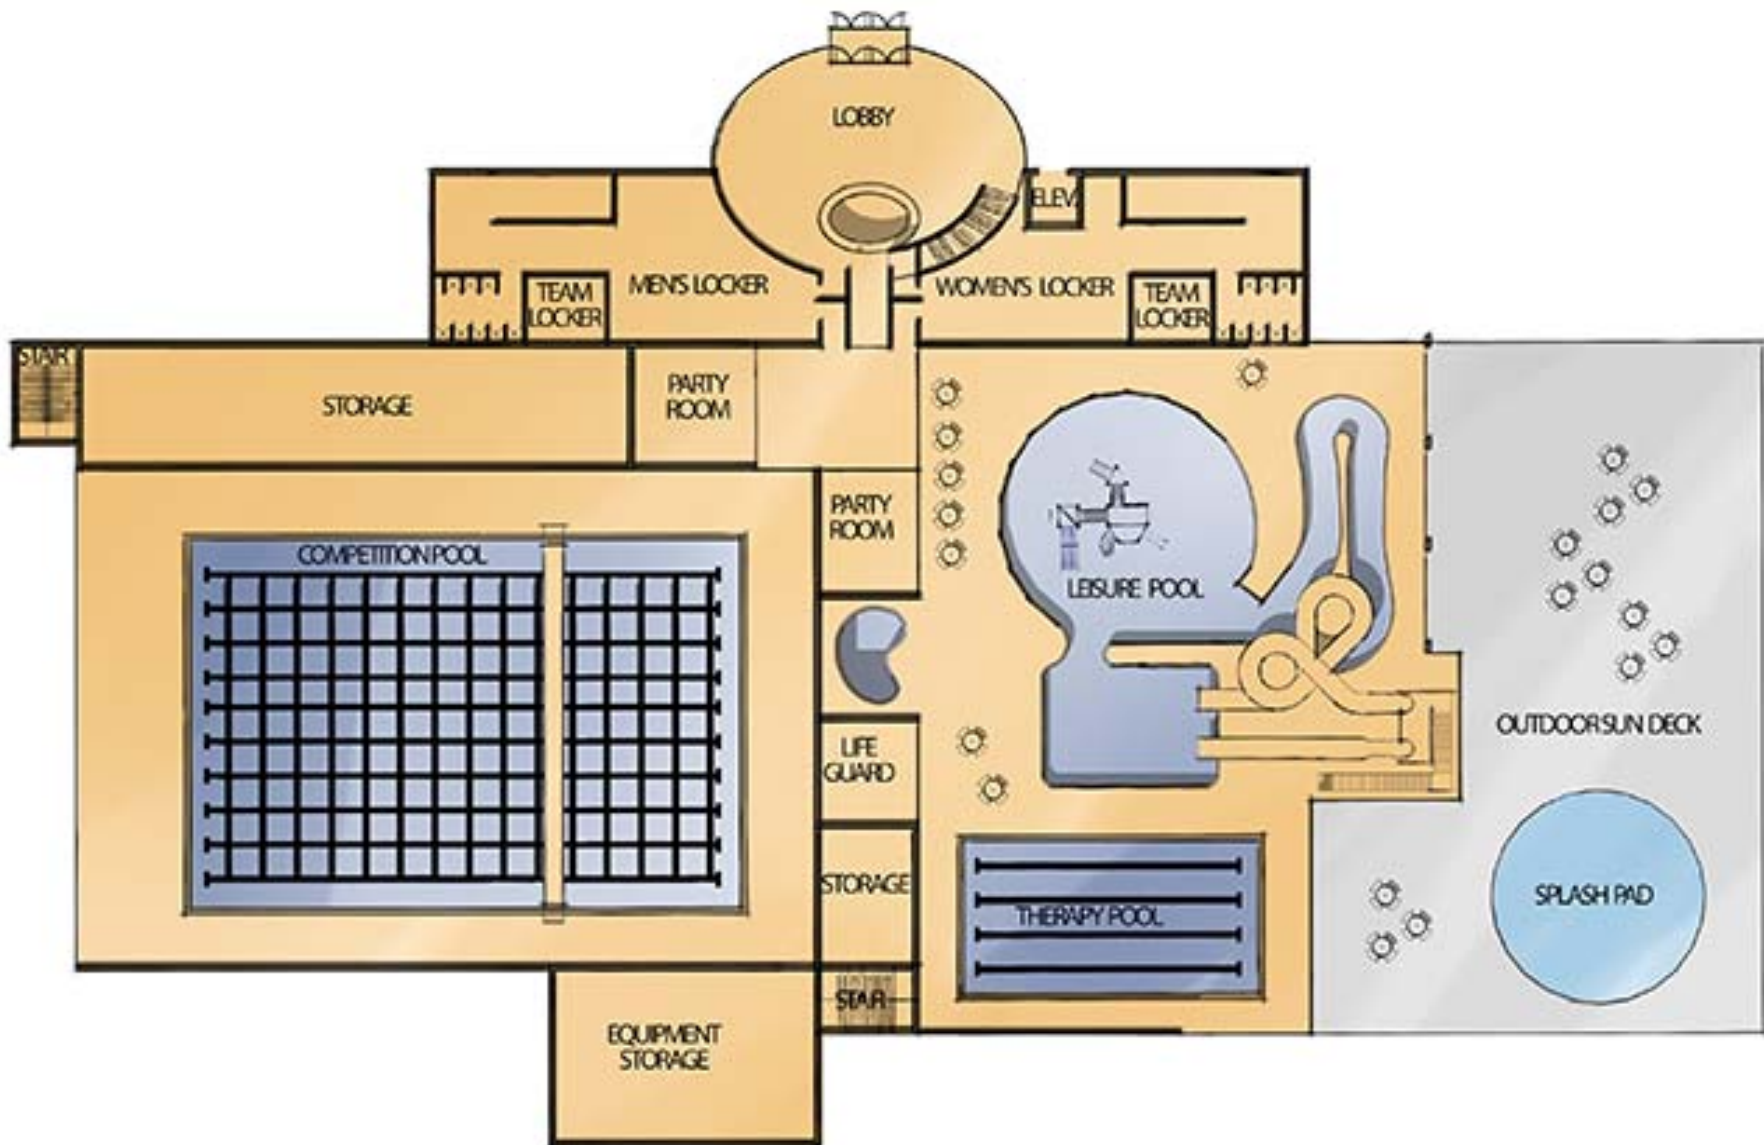 LOBBY
ELEV.
MEN'S LOCKER
WOMEN'S LOCKER
TEAM
LOCKER
TEAM
LOCKER
STAIR
STORAGE
PARTY
ROOM
PARTY
ROOM
COMPETITION POOL
LEISURE POOL
LIFE
GUARD
OUTDOOR SUN DECK
STORAGE
THERAPY POOL
SPLASH PAD
STAIR
EQUIPMENT
STORAGE